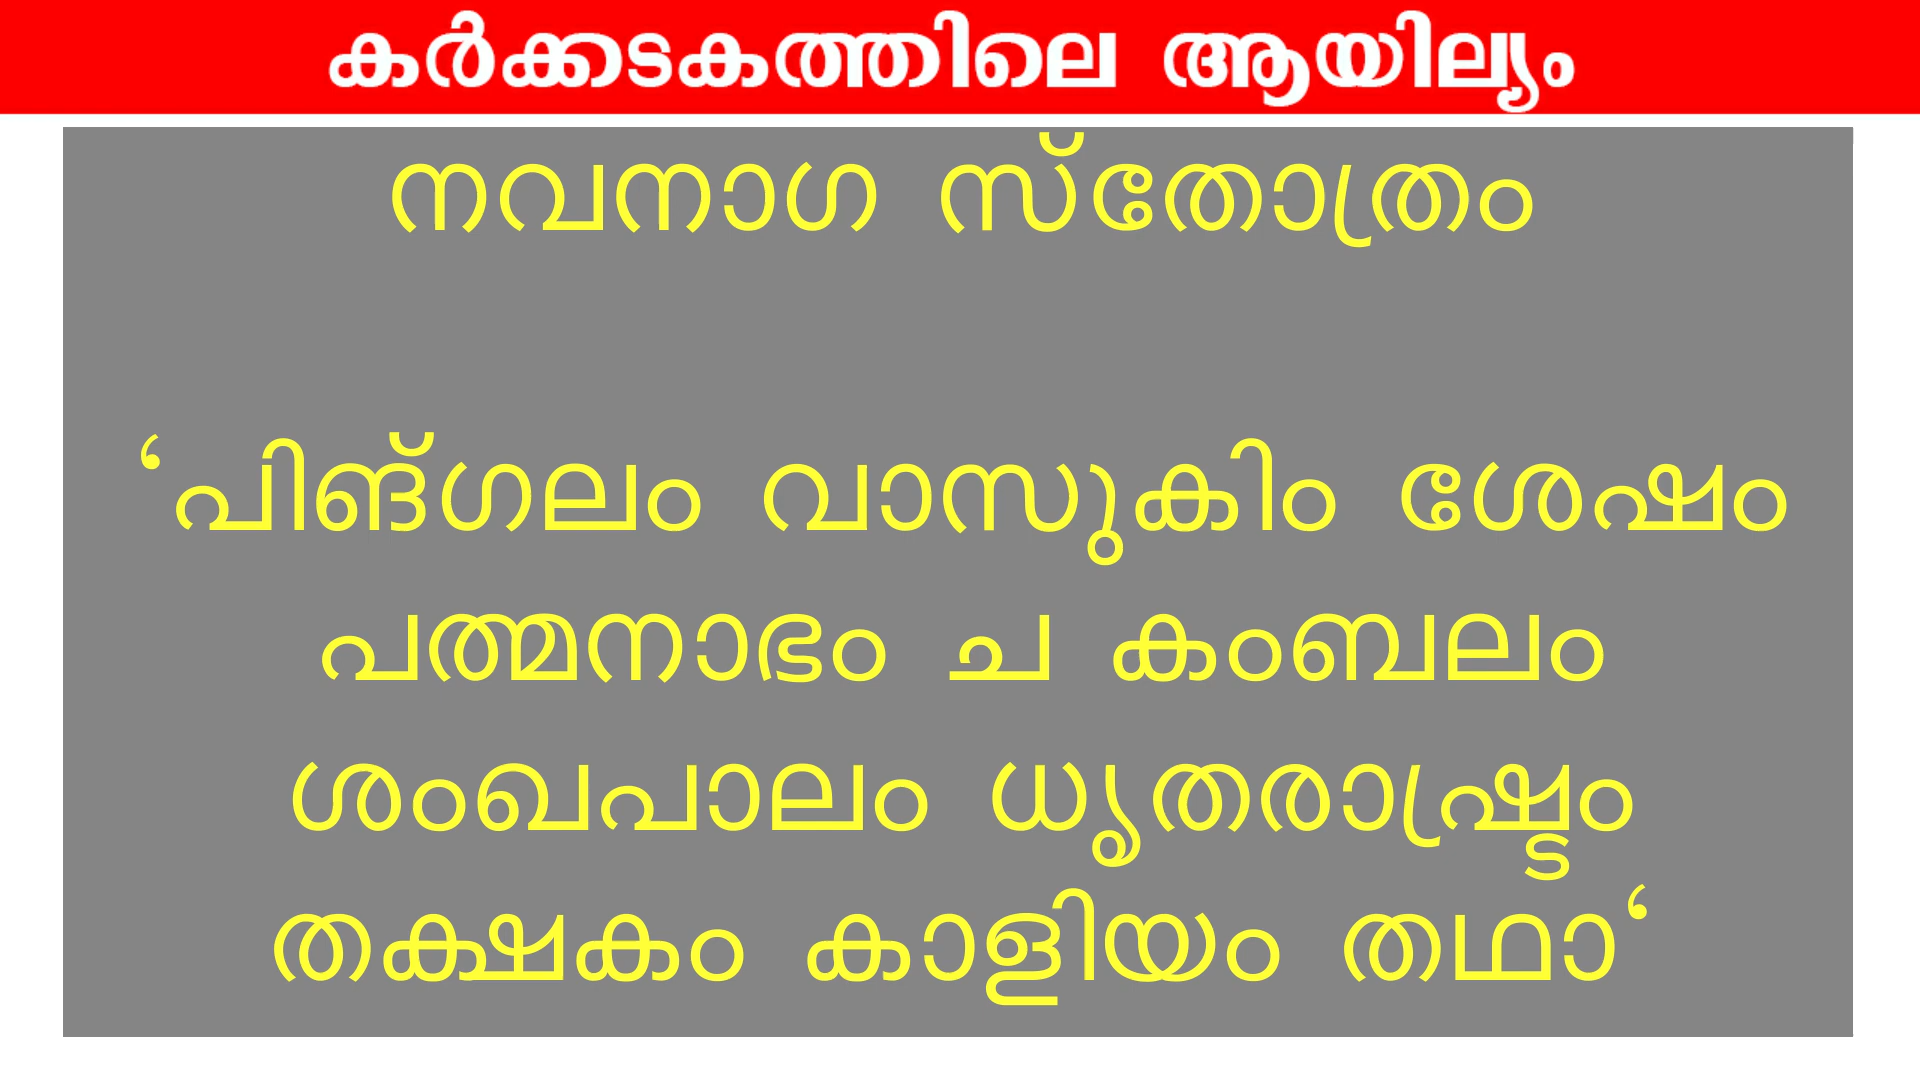 കർക്കടകത്തിലെ ആയില്യം
നവനാഗ സ്തോത്രം
‘പിങ്ഗലം വാസുകിം ശേഷം
പത്മനാഭം ച കംബലം
ശംഖപാലം ധൃതരാഷ്ട്രം
തക്ഷകം കാളിയം തഥാ‘